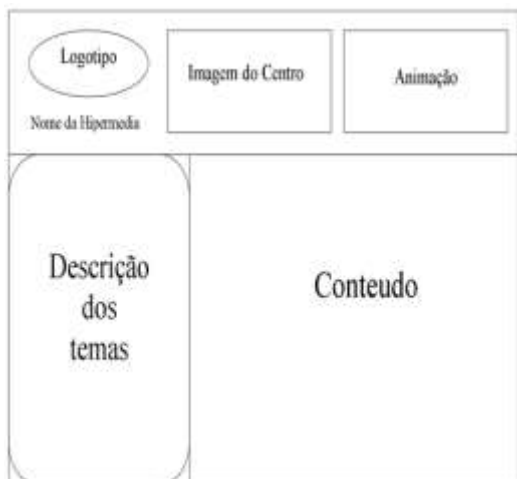 Logotipo
Imagem do Centro
Animação
Nome da Hipermedia
Descrição
dos
temas
Conteudo